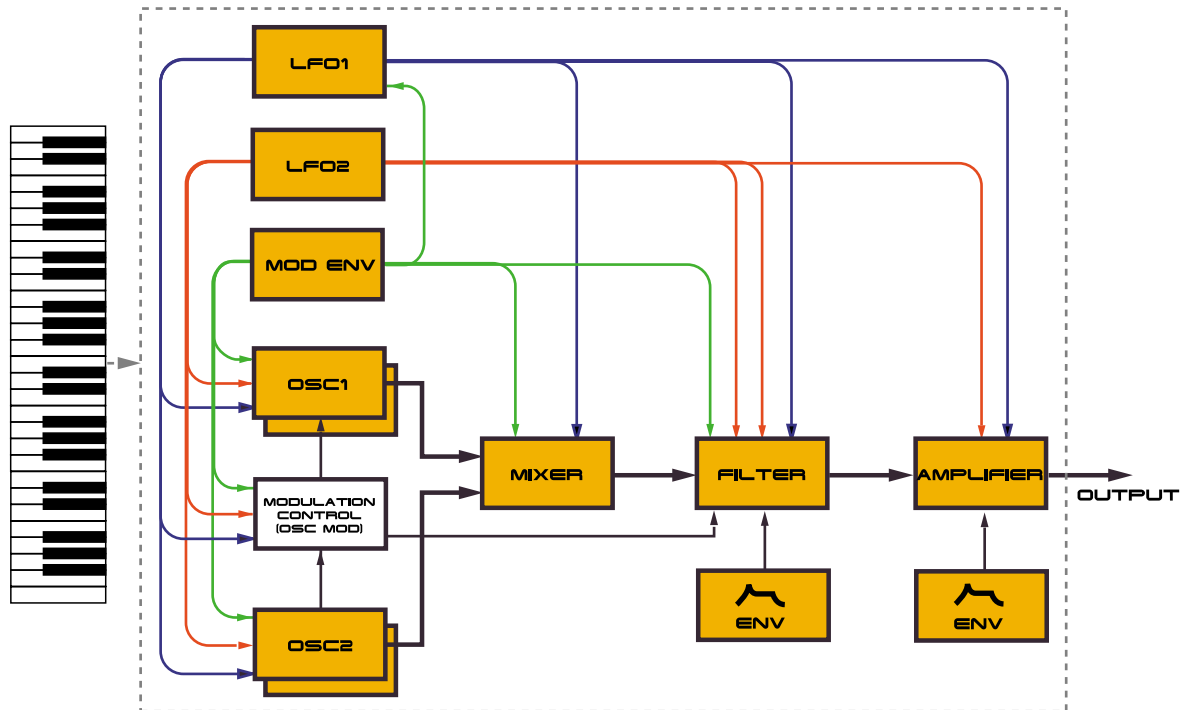 LFO1
LFO2
MOD ENV
OSC1
MODULATION
CONTROL
(OSC MOD)
OSC2
MIXER
FILTER
AMPLIFIER
OUTPUT
ENV
ENV